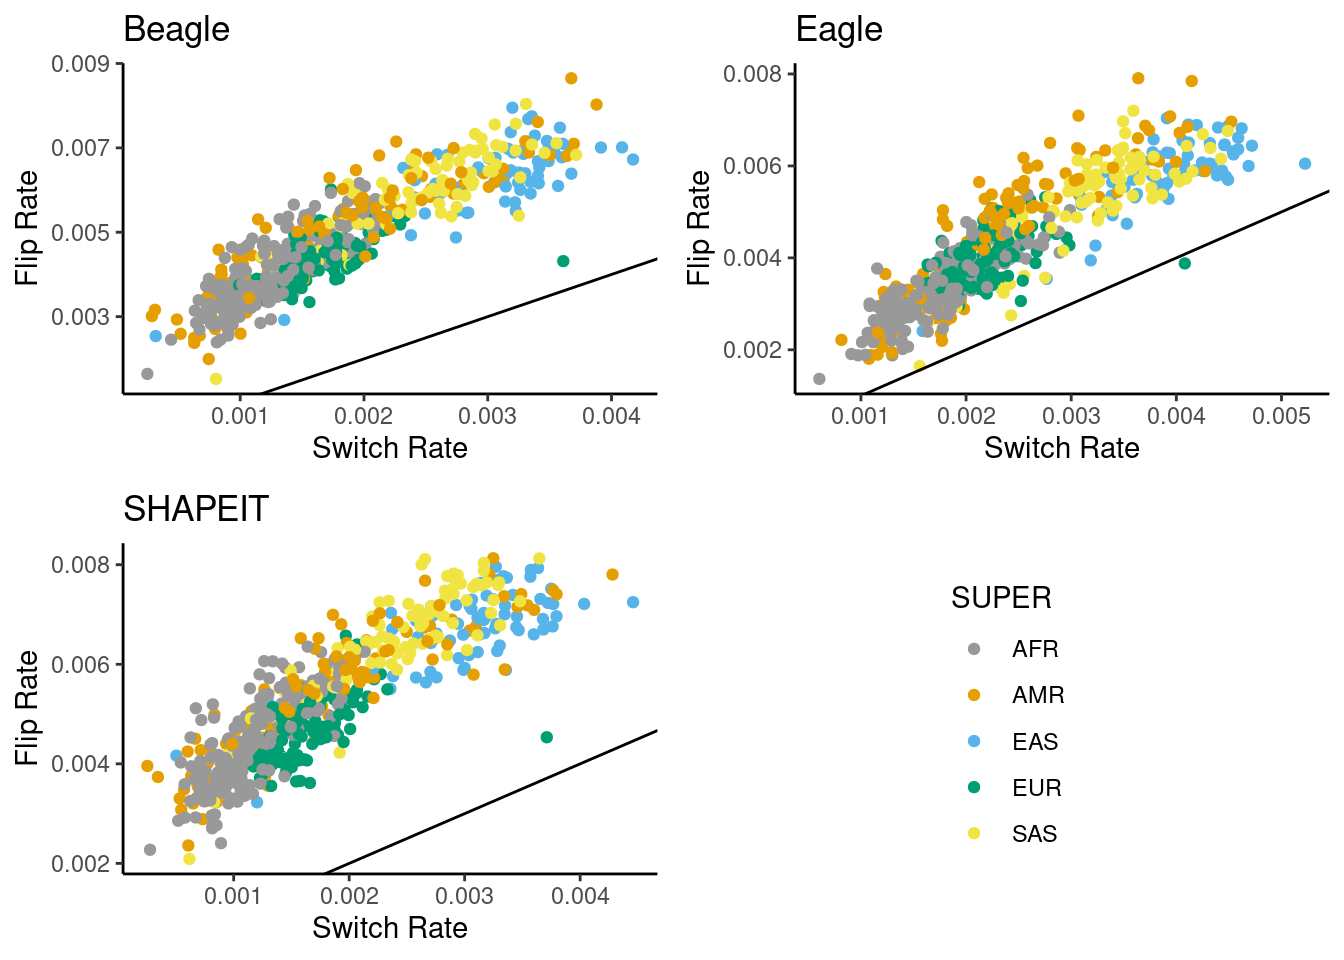 Beagle
0.009
0.007
0.005
0.003
Flip Rate
0.001 0.002 0.003 0.004
Switch Rate
Eagle
0.008
0.006
0.004
0.002
Flip Rate
0.001 0.002 0.003 0.004 0.005
Switch Rate
SHAPEIT
0.008
0.006
0.004
0.002
Flip Rate
0.001 0.002 0.003 0.004
Switch Rate
SUPER
AFR
AMR
EAS
EUR
SAS